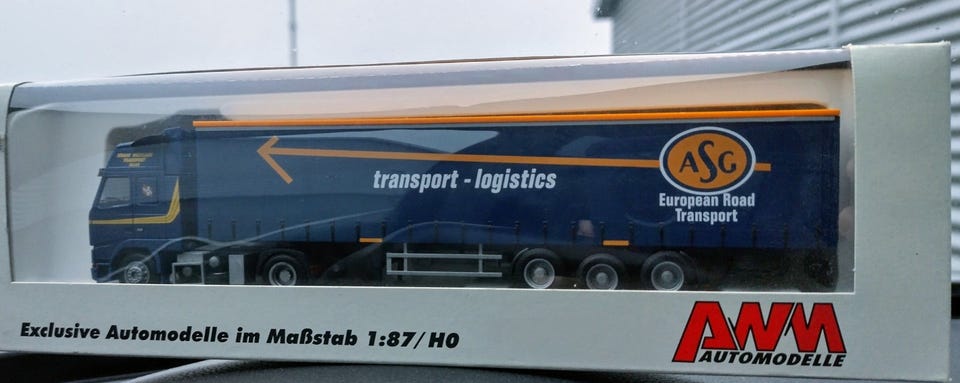 transport - logistics
ASG
European Road
Transport
Exclusive Automodelle im Maßstab 1:87/H0
AWM
AUTOMODELLE